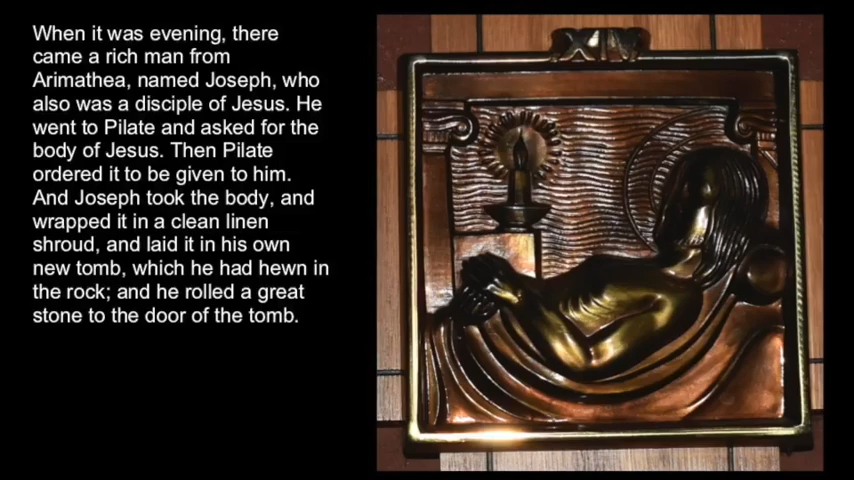 When it was evening, there
came a rich man from
Arimathea, named Joseph, who
also was a disciple of Jesus. He
went to Pilate and asked for the
body of Jesus. Then Pilate
ordered it to be given to him.
And Joseph took the body, and
wrapped it in a clean linen
shroud, and laid it in his own
new tomb, which he had hewn in
the rock; and he rolled a great
stone to the door of the tomb.
XIV